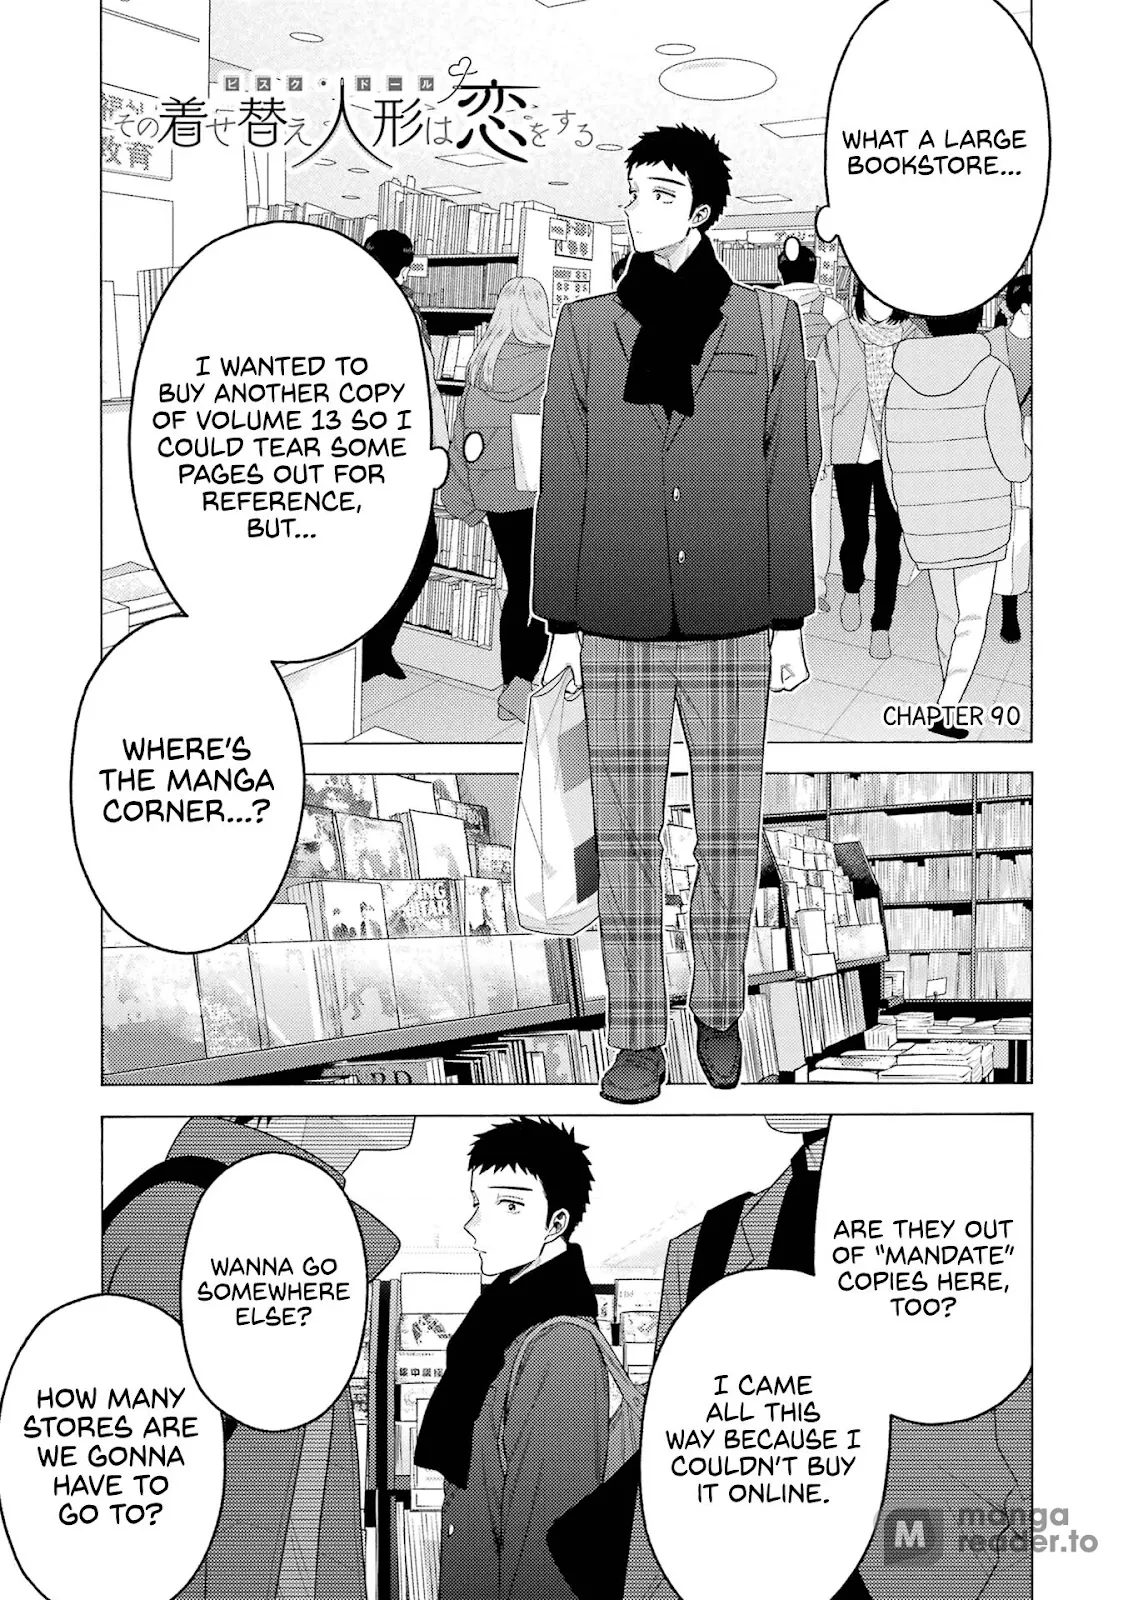 ビスク・ドール
その着せ替え人形は恋をする
教育
WHAT A LARGE
BOOKSTORE...
I WANTED TO
BUY ANOTHER COPY
OF VOLUME 13 SO I
COULD TEAR SOME
PAGES OUT FOR
REFERENCE,
BUT...
CHAPTER 90
WHERE'S
THE MANGA
CORNER...?
ARE THEY OUT
OF "MANDATE"
COPIES HERE,
TOO?
I CAME
ALL THIS
WAY BECAUSE I
COULDN'T BUY
IT ONLINE.
WANNA GO
SOMEWHERE
ELSE?
HOW MANY
STORES ARE
WE GONNA
HAVE TO
GO TO?
M manga
reader.to